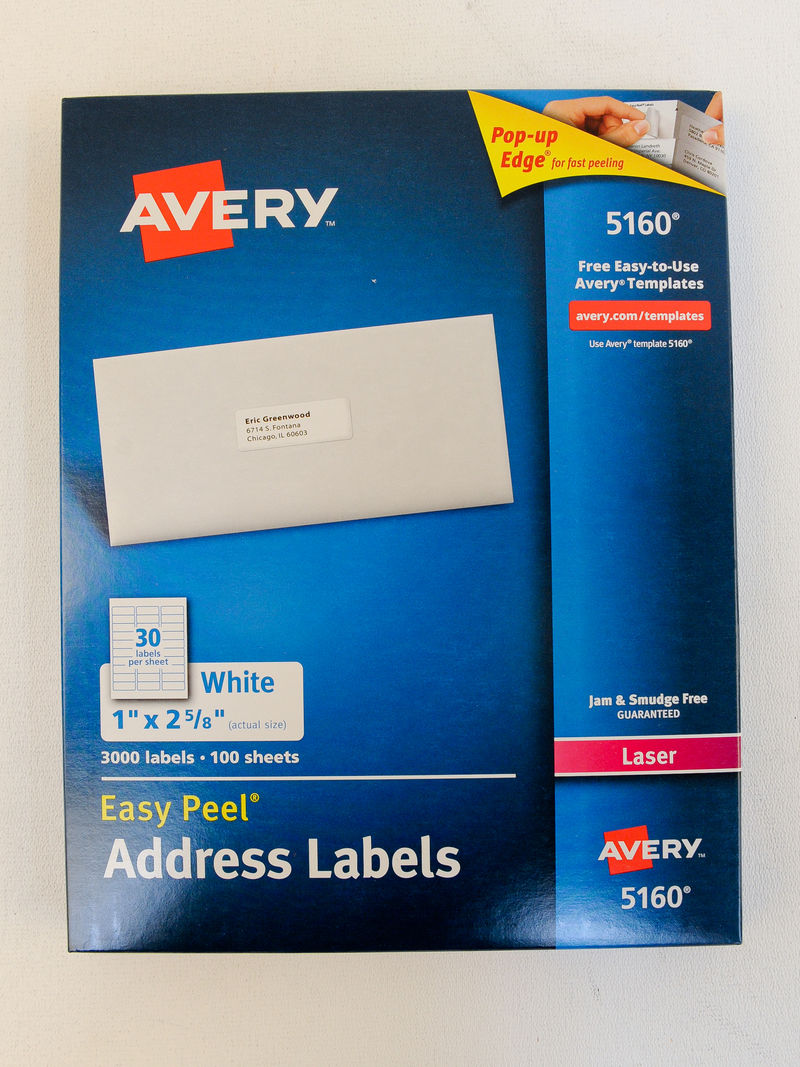 Pop-up
Edge® for fast peeling
AVERY™
5160®
Free Easy-to-Use
Avery® Templates
avery.com/templates
Use Avery® template 5160®
Eric Greenwood
6714 S. Fontana
Chicago, IL 60603
30
labels
per sheet
White
1" x 2 5/8" (actual size)
3000 labels • 100 sheets
Easy Peel®
Address Labels
Jam & Smudge Free
GUARANTEED
Laser
AVERY™
5160®